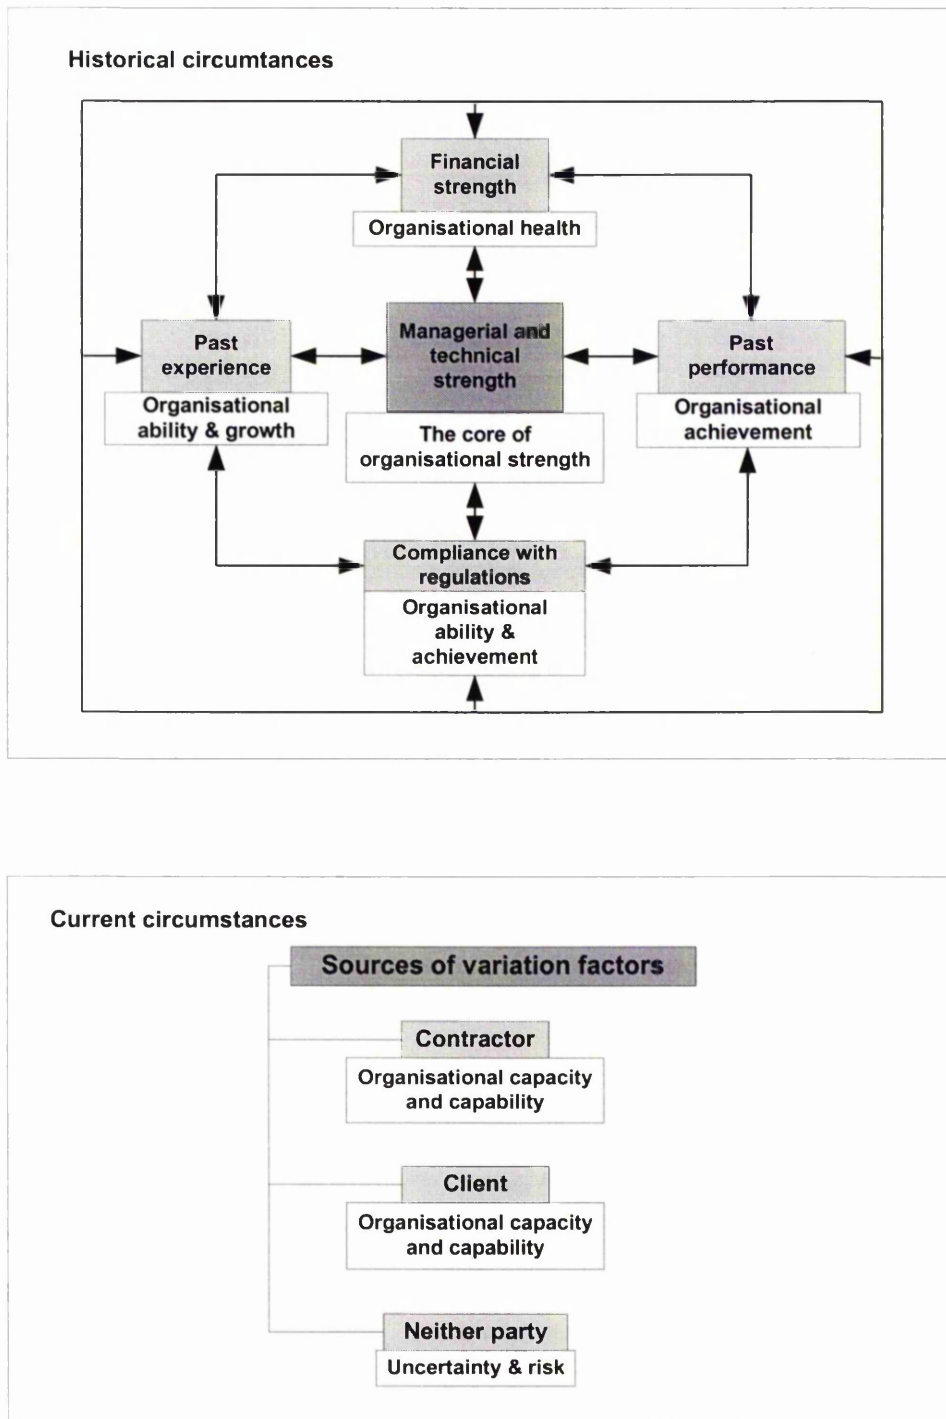 Historical circumtances
Financial
strength
Organisational health
Past
experience
Organisational
ability & growth
Managerial and
technical
strength
The core of
organisational strength
Past
performance
Organisational
achievement
Compliance with
regulations
Organisational
ability &
achievement
Current circumstances
Sources of variation factors
Contractor
Organisational capacity
and capability
Client
Organisational capacity
and capability
Neither party
Uncertainty & risk